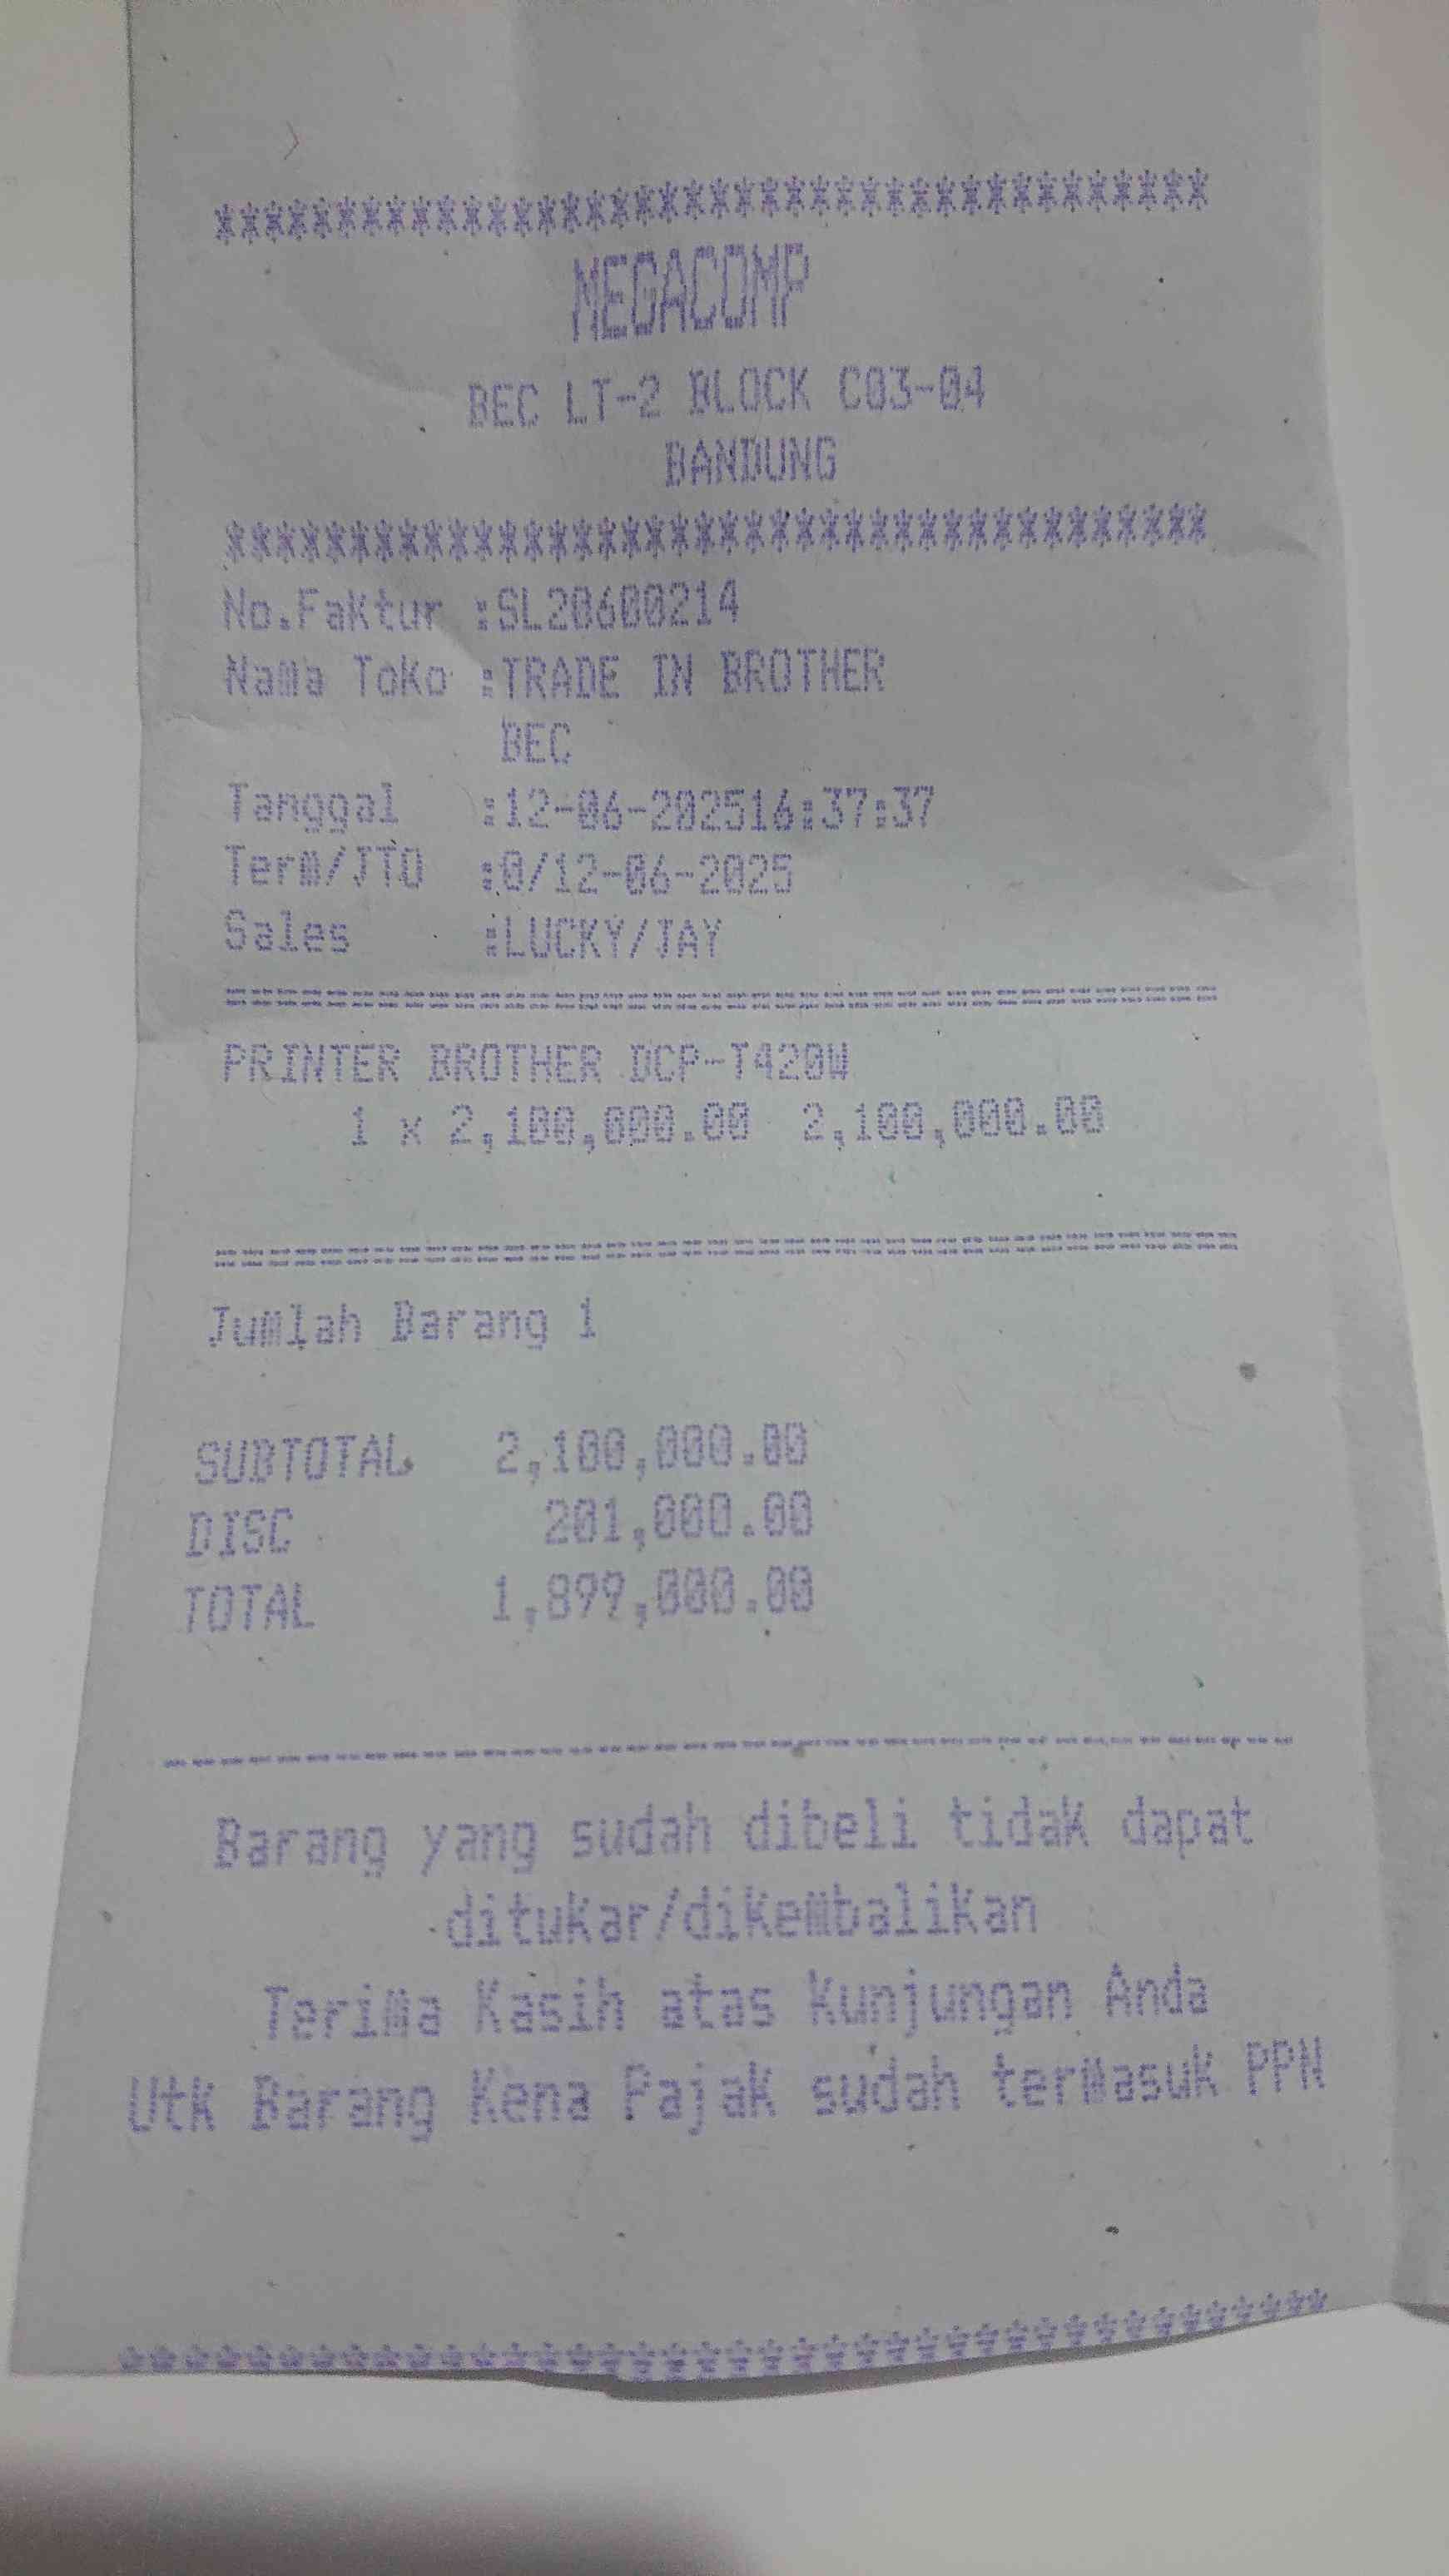 ****************************************
MEGACOMP
BEC LT-2 BLOCK C03-04
BANDUNG
****************************************
No.Faktur :SL20600214
Nama Toko :TRADE IN BROTHER
BEC
Tanggal :12-06-202516:37:37
Term/JTO :0/12-06-2025
Sales :LUCKY/JAY
========================================
PRINTER BROTHER DCP-T420W
1 x 2,100,000.00 2,100,000.00
========================================
Jumlah Barang 1
SUBTOTAL 2,100,000.00
DISC 201,000.00
TOTAL 1,899,000.00
----------------------------------------
Barang yang sudah dibeli tidak dapat
ditukar/dikembalikan
Terima Kasih atas Kunjungan Anda
Utk Barang Kena Pajak sudah termasuk PPN
****************************************